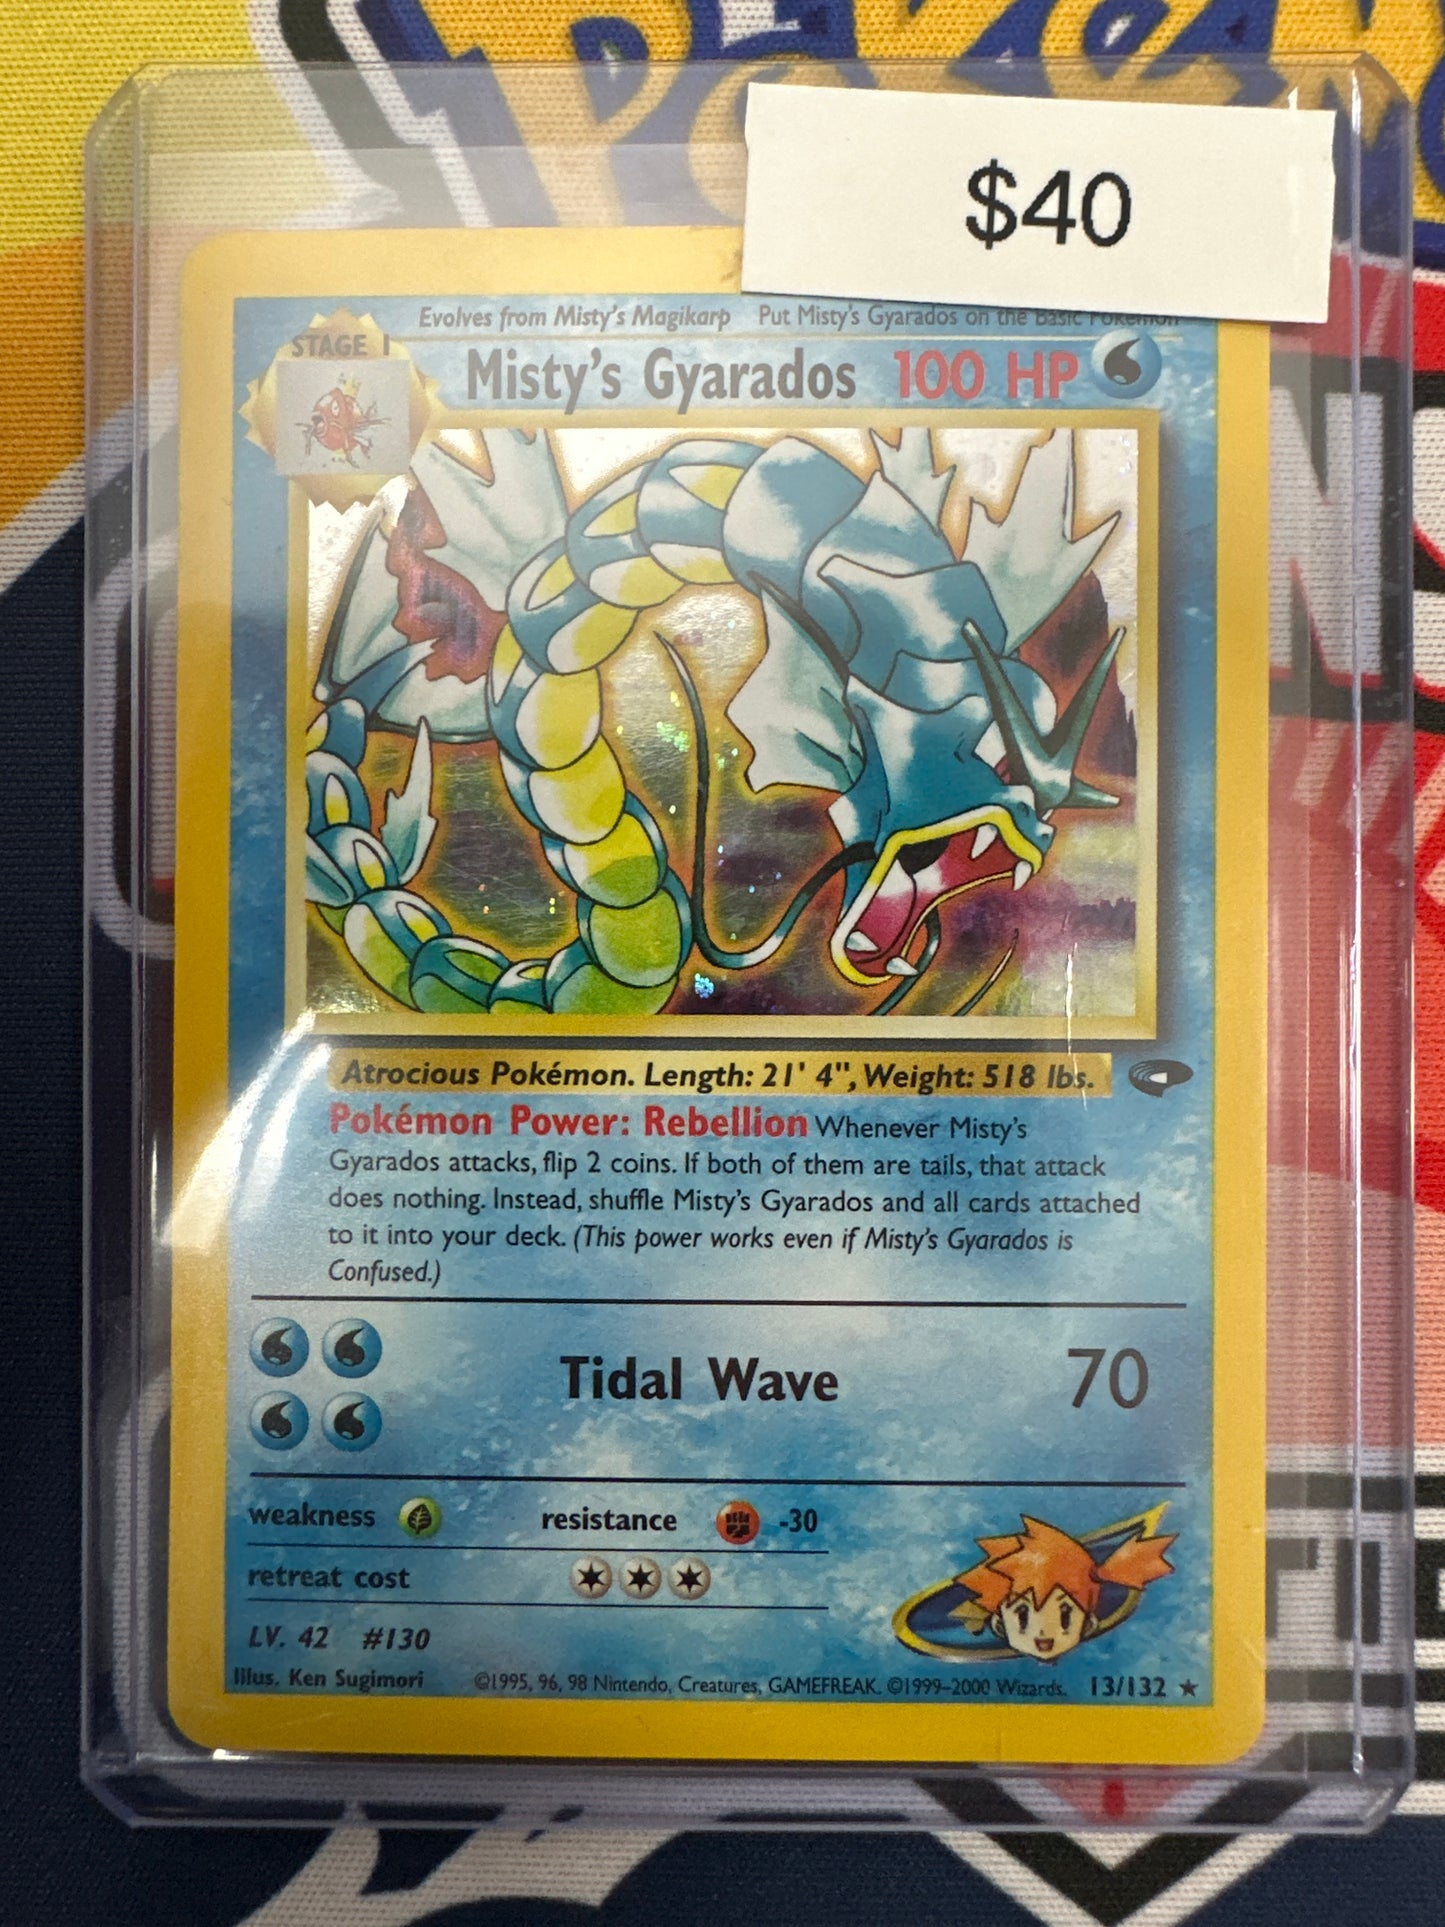 $40
Evolves from Misty's Magikarp Put Misty's Gyarados on the Basic Pokémon
STAGE 1
Misty's Gyarados 100 HP
Atrocious Pokémon. Length: 21' 4", Weight: 518 lbs.
Pokémon Power: Rebellion Whenever Misty's
Gyarados attacks, flip 2 coins. If both of them are tails, that attack
does nothing. Instead, shuffle Misty's Gyarados and all cards attached
to it into your deck. (This power works even if Misty's Gyarados is
Confused.)
Tidal Wave 70
weakness resistance -30
retreat cost
LV. 42 #130
Illus. Ken Sugimori ©1995, 96, 98 Nintendo, Creatures, GAMEFREAK. ©1999–2000 Wizards. 13/132 ★